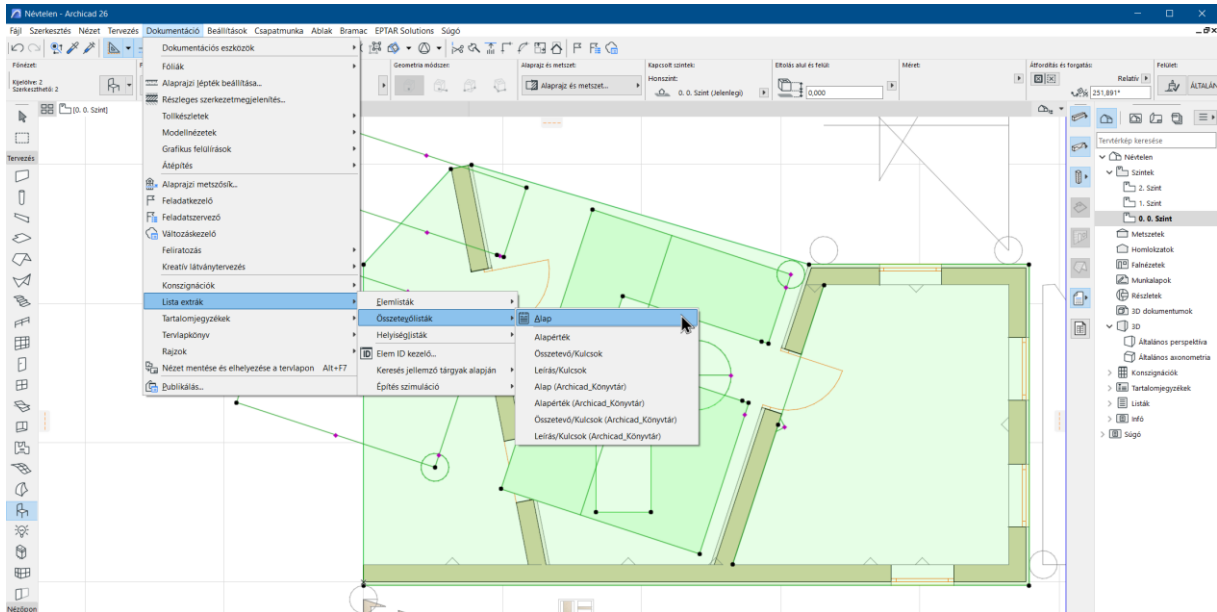 Névtelen - Archicad 26
Fájl Szerkesztés Nézet Tervezés Dokumentáció Beállítások Csapatmunka Ablak Bramac EPTAR Solutions Súgó
Főnézet:
Kijelölve: 2
Szerkeszthető: 2
Geometria módszer:
Alaprajz és metszet:
Alaprajz és metszet...
Kapcsolt szintek:
Honszint:
0. 0. Szint (Jelenlegi)
Eltolás alul és felül:
0,000
Méret:
Átfordítás és forgatás:
Relatív
251,891°
Felület:
ÁLTALÁN
[0. 0. Szint]
Tervezés
Nézőpon
Dokumentációs eszközök
Fóliák
Alaprajzi lépték beállítása...
Részleges szerkezetmegjelenítés...
Tollkészletek
Modellnézetek
Grafikus felülírások
Átépítés
Alaprajzi metszősík...
Feladatkezelő
Feladatszervező
Változáskezelő
Feliratozás
Kreatív látványtervezés
Konszignációk
Lista extrák
Tartalomjegyzékek
Tervlapkönyv
Rajzok
Nézet mentése és elhelyezése a tervlapon Alt+F7
Publikálás...
Elemlisták
Összetevőlisták
Helyiséglisták
Elem ID kezelő...
Keresés jellemző tárgyak alapján
Építés szimuláció
Alap
Alapérték
Összetevő/Kulcsok
Leírás/Kulcsok
Alap (Archicad_Könyvtár)
Alapérték (Archicad_Könyvtár)
Összetevő/Kulcsok (Archicad_Könyvtár)
Leírás/Kulcsok (Archicad_Könyvtár)
Tervtérkép keresése
Névtelen
Szintek
2. Szint
1. Szint
0. 0. Szint
Metszetek
Homlokzatok
Falnézetek
Munkalapok
Részletek
3D dokumentumok
3D
Általános perspektíva
Általános axonometria
Konszignációk
Tartalomjegyzékek
Listák
Infó
Súgó